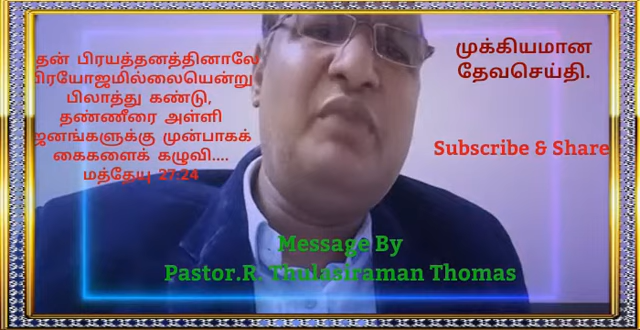 தன் பிரயத்தனத்தினாலே
பிரயோஜமில்லையென்று
பிலாத்து கண்டு,
தண்ணீரை அள்ளி
ஜனங்களுக்கு முன்பாகக்
கைகளைக் கழுவி....
மத்தேயு 27:24
முக்கியமான
தேவசெய்தி.
Subscribe & Share
Message By
Pastor.R. Thulasiraman Thomas